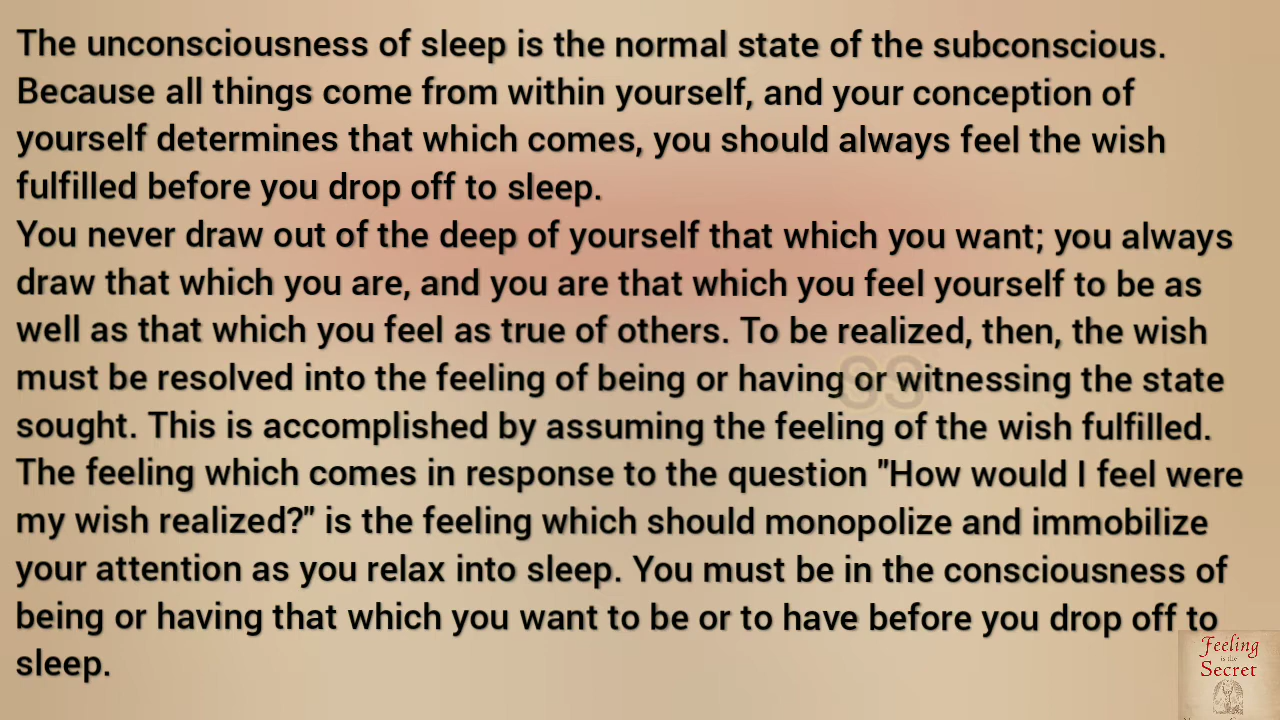 The unconsciousness of sleep is the normal state of the subconscious.
Because all things come from within yourself, and your conception of
yourself determines that which comes, you should always feel the wish
fulfilled before you drop off to sleep.
You never draw out of the deep of yourself that which you want; you always
draw that which you are, and you are that which you feel yourself to be as
well as that which you feel as true of others. To be realized, then, the wish
must be resolved into the feeling of being or having or witnessing the state
sought. This is accomplished by assuming the feeling of the wish fulfilled.
The feeling which comes in response to the question "How would I feel were
my wish realized?" is the feeling which should monopolize and immobilize
your attention as you relax into sleep. You must be in the consciousness of
being or having that which you want to be or to have before you drop off to
sleep.
SS
Feeling
is the
Secret